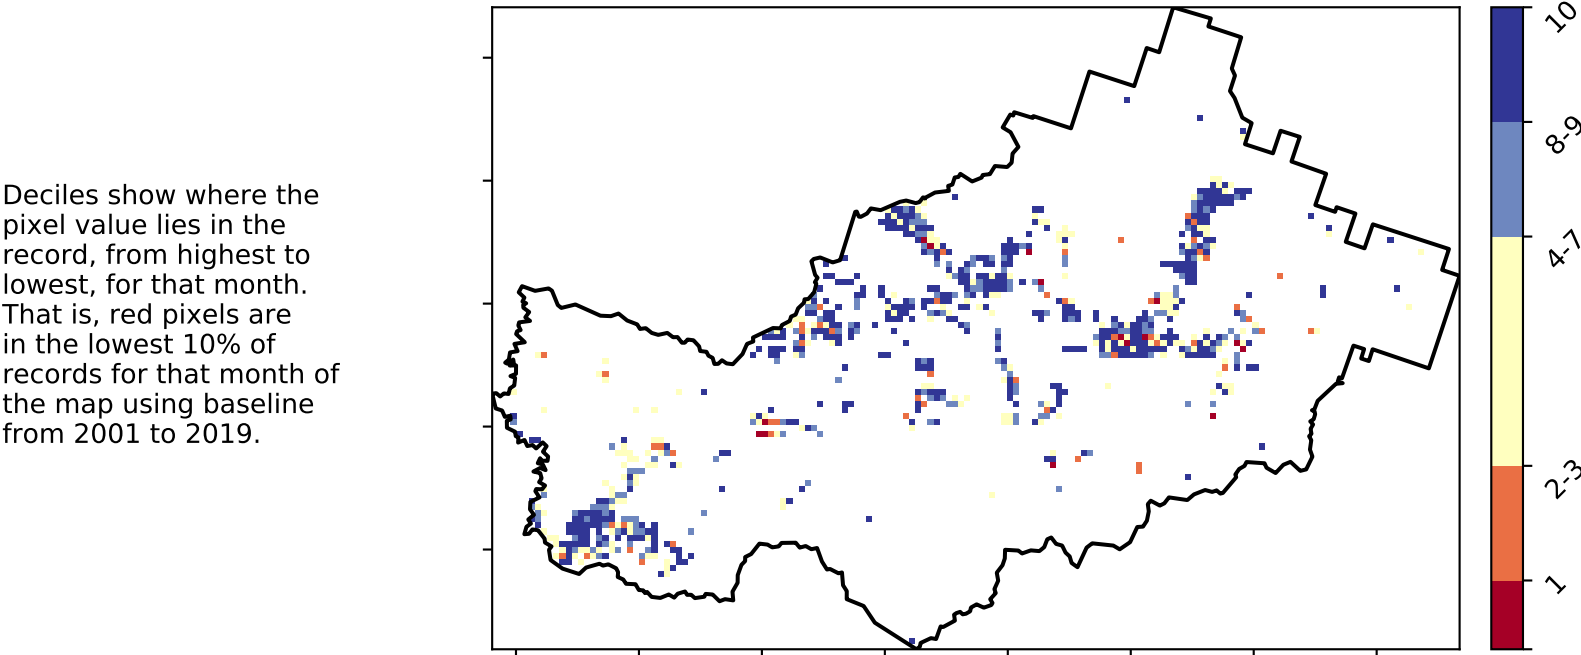 Deciles show where the
pixel value lies in the
record, from highest to
lowest, for that month.
That is, red pixels are
in the lowest 10% of
records for that month of
the map using baseline
from 2001 to 2019.
10
8-9
4-7
2-3
1